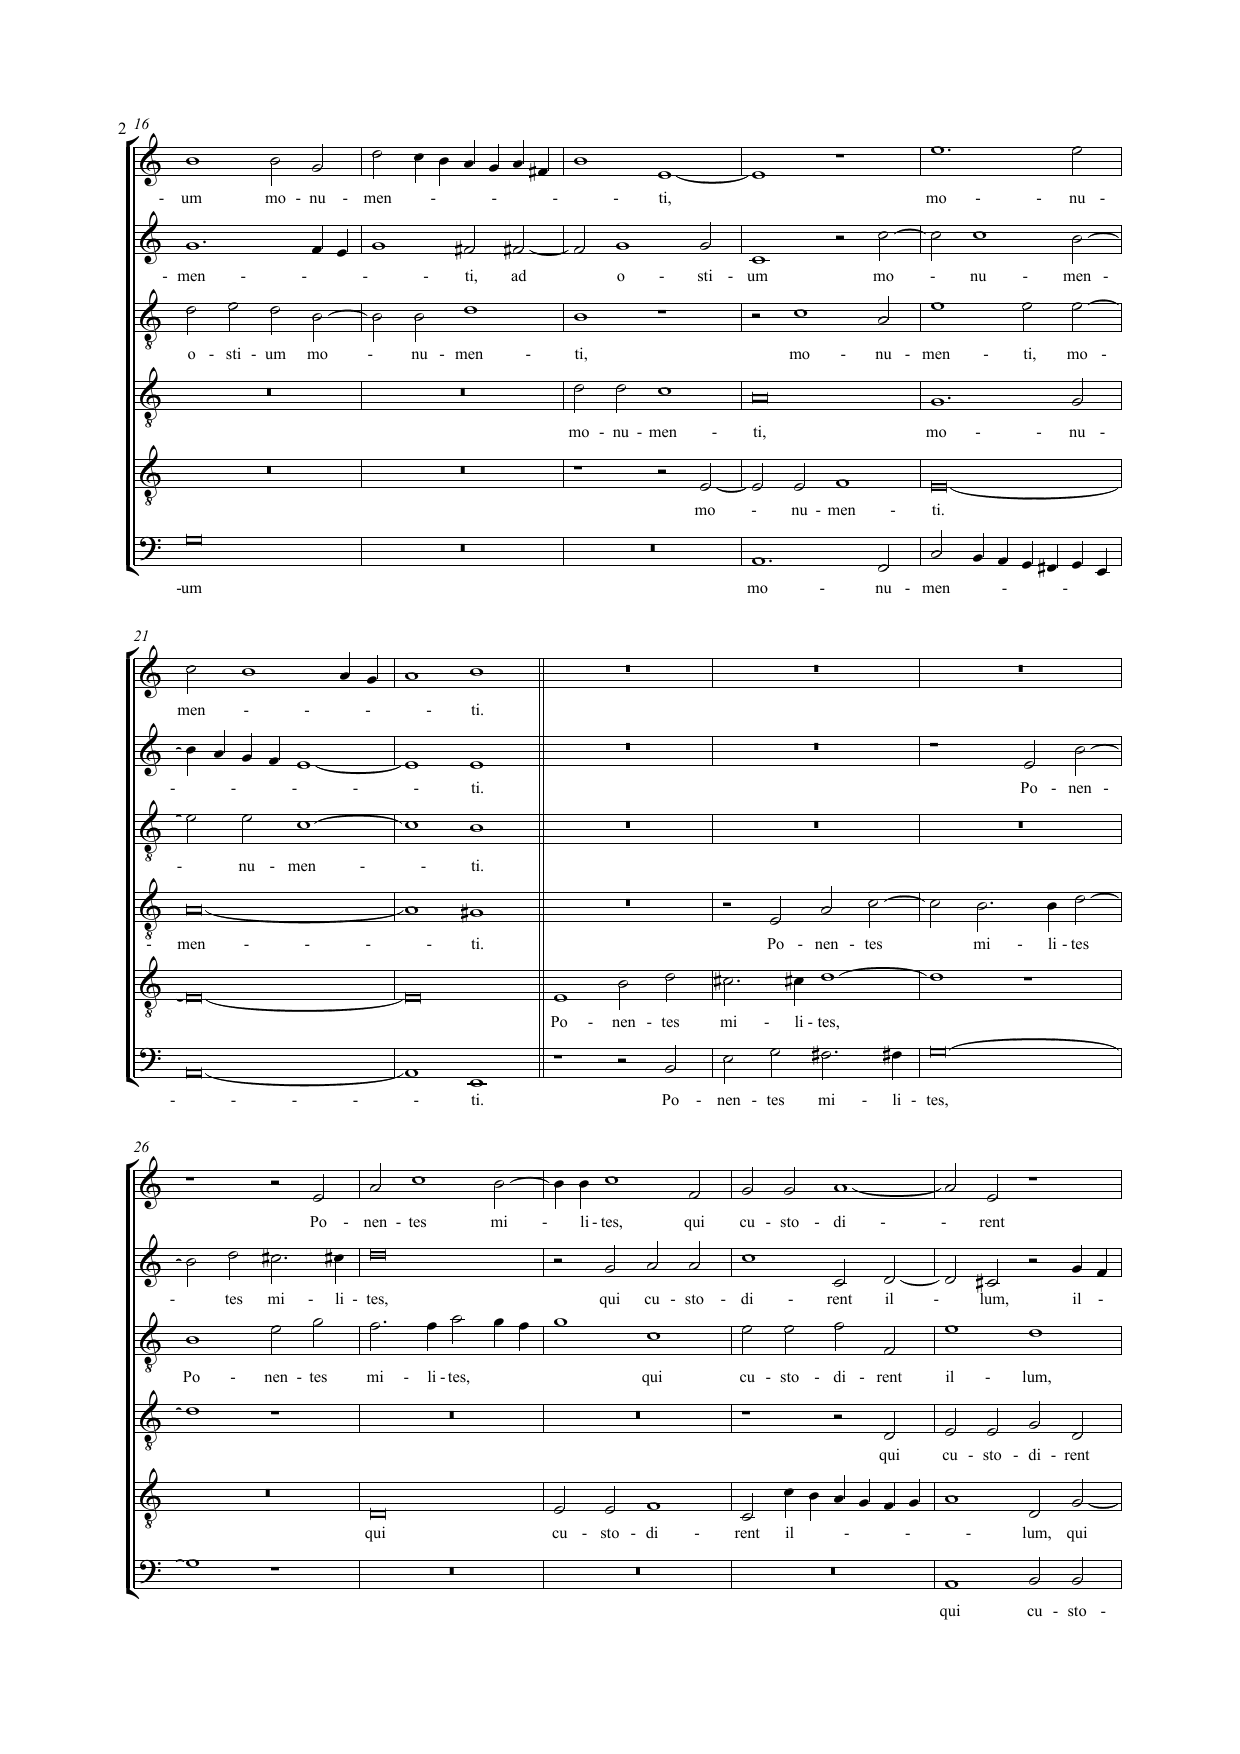 2 16
- um mo - nu - men - - - - ti, mo - - nu -
- men - - - - ti, ad o - sti - um mo - nu - men -
o - sti - um mo - nu - men - ti, mo - nu - men - ti, mo -
mo - nu - men - ti, mo - - nu -
mo - nu - men - ti.
-um mo - nu - men - - -
21
men - - - - ti.
- - - - - ti. Po - nen -
- nu - men - - ti.
- men - - - - ti. Po - nen - tes mi - li - tes
Po - nen - tes mi - li - tes,
- - - - - ti. Po - nen - tes mi - li - tes,
26
Po - nen - tes mi - li - tes, qui cu - sto - di - - rent
- tes mi - li - tes, qui cu - sto - di - rent il - lum, il -
Po - nen - tes mi - li - tes, qui cu - sto - di - rent il - lum,
qui cu - sto - di - rent
qui cu - sto - di - rent il - - - - lum, qui
qui cu - sto -